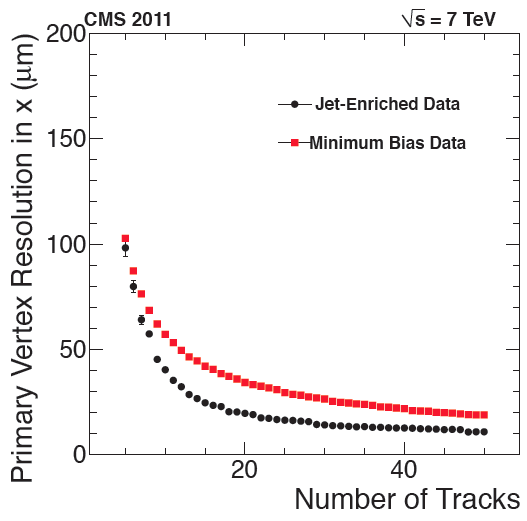 CMS 2011
√s = 7 TeV
Primary Vertex Resolution in x (μm)
200
150
100
50
0
Jet-Enriched Data
Minimum Bias Data
20
40
Number of Tracks